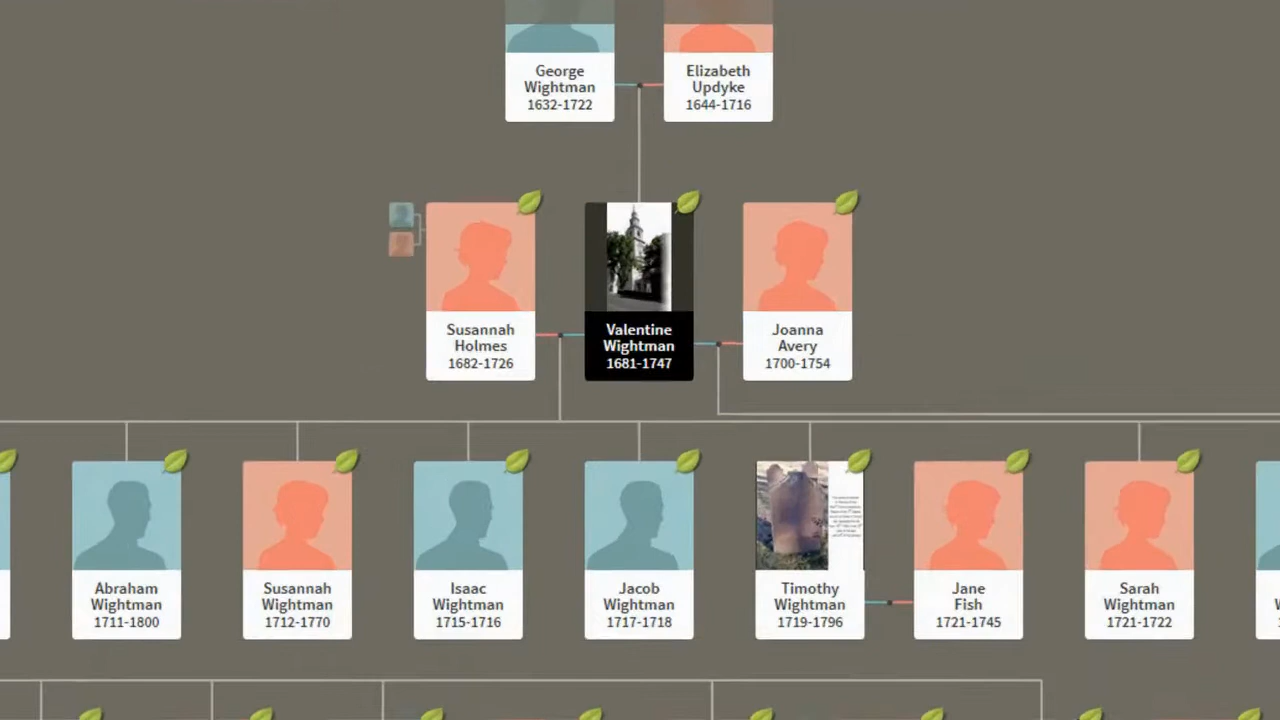 George
Wightman
1632-1722
Elizabeth
Updyke
1644-1716
Susannah
Holmes
1682-1726
Valentine
Wightman
1681-1747
Joanna
Avery
1700-1754
Abraham
Wightman
1711-1800
Susannah
Wightman
1712-1770
Isaac
Wightman
1715-1716
Jacob
Wightman
1717-1718
Timothy
Wightman
1719-1796
Jane
Fish
1721-1745
Sarah
Wightman
1721-1722